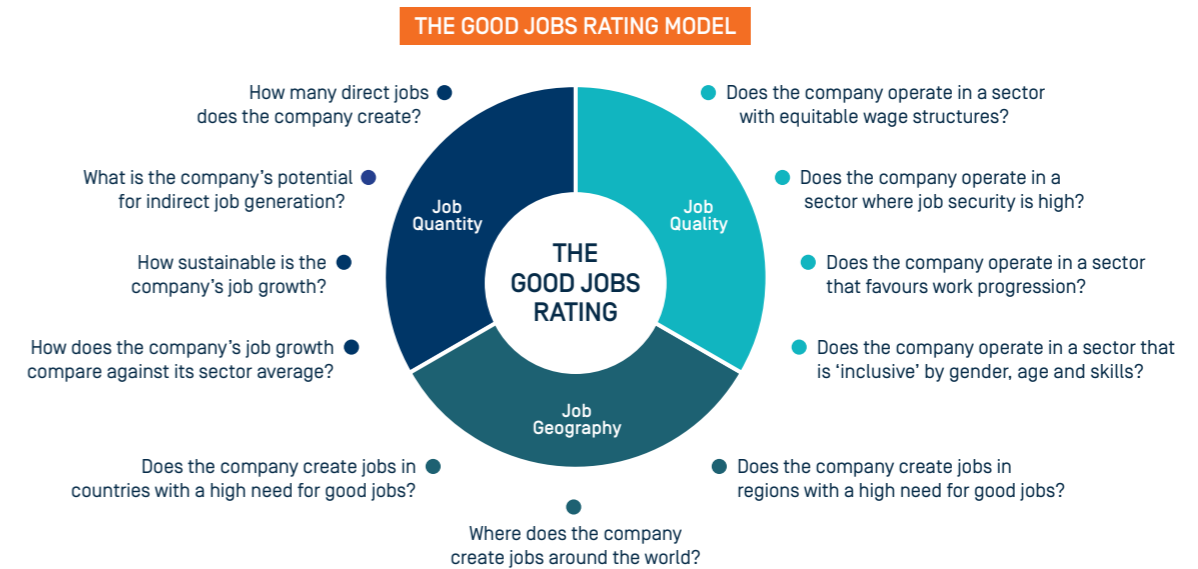 THE GOOD JOBS RATING MODEL
How many direct jobs
does the company create?
What is the company’s potential
for indirect job generation?
How sustainable is the
company’s job growth?
How does the company’s job growth
compare against its sector average?
Job
Quantity
THE
GOOD JOBS
RATING
Job
Quality
Does the company operate in a sector
with equitable wage structures?
Does the company operate in a
sector where job security is high?
Does the company operate in a sector
that favours work progression?
Does the company operate in a sector that
is ‘inclusive’ by gender, age and skills?
Job
Geography
Does the company create jobs in
countries with a high need for good jobs?
Where does the company
create jobs around the world?
Does the company create jobs in
regions with a high need for good jobs?